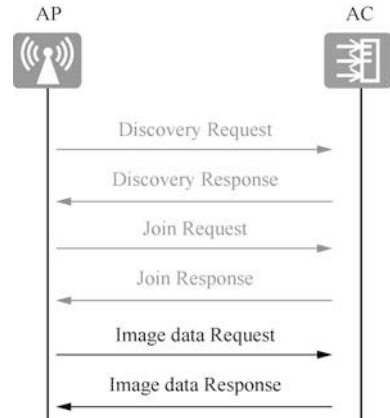 AP
AC
Discovery Request
Discovery Response
Join Request
Join Response
Image data Request
Image data Response